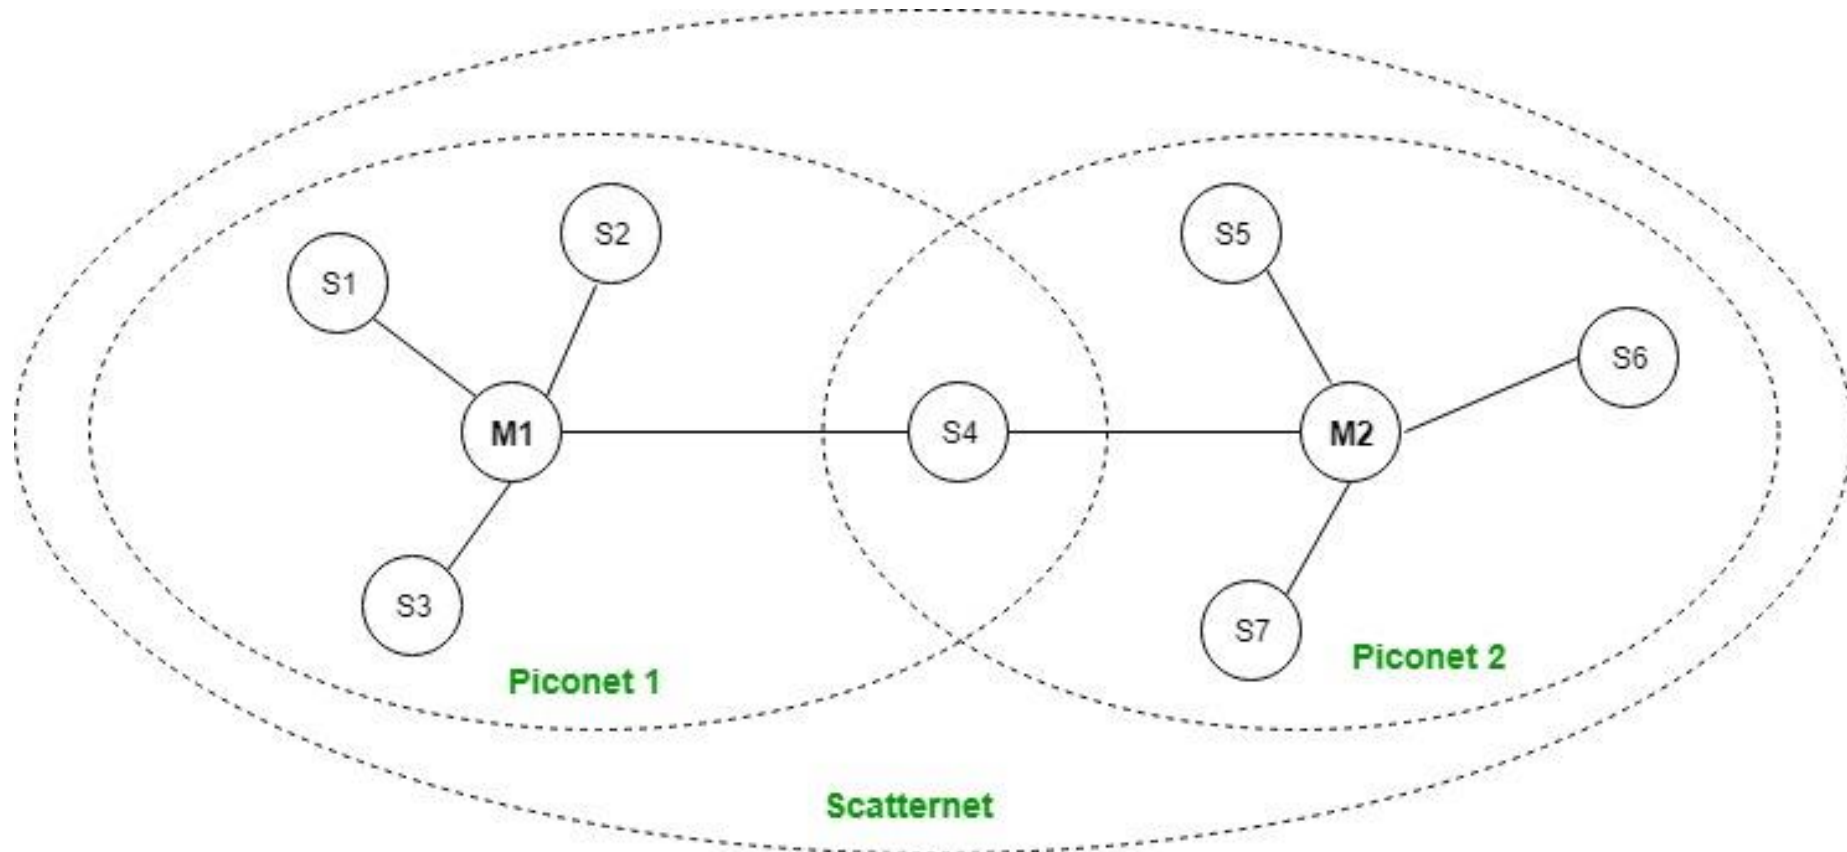 S2
S5
S1
S6
M1
S4
M2
S3
S7
Piconet 2
Piconet 1
Scatternet